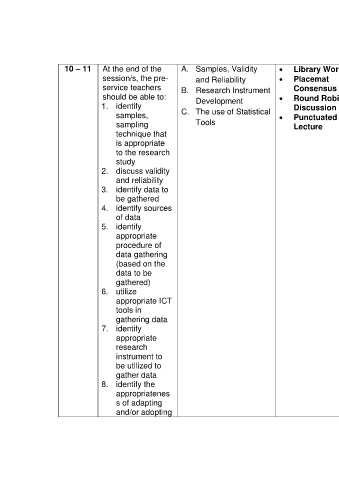 10 – 11
At the end of the
session/s, the pre-
service teachers
should be able to:
1. identify
samples,
sampling
technique that
is appropriate
to the research
study
2. discuss validity
and reliability
3. identify data to
be gathered
4. identify sources
of data
5. identify
appropriate
procedure of
data gathering
(based on the
data to be
gathered)
6. utilize
appropriate ICT
tools in
gathering data
7. identify
appropriate
research
instrument to
be utilized to
gather data
8. identify the
appropriatenes
s of adapting
and/or adopting
A. Samples, Validity
and Reliability
B. Research Instrument
Development
C. The use of Statistical
Tools
• Library Wor
• Placemat
Consensus
• Round Robi
Discussion
• Punctuated
Lecture